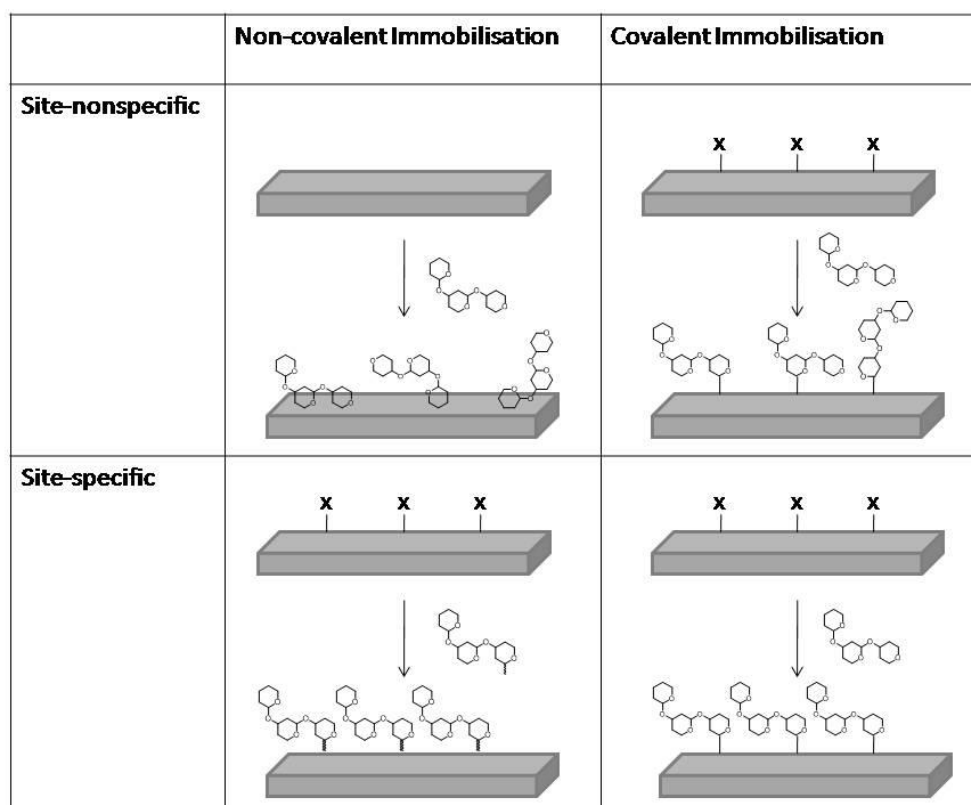 Non-covalent Immobilisation
Covalent Immobilisation
Site-nonspecific
X X X
Site-specific
X X X
X X X